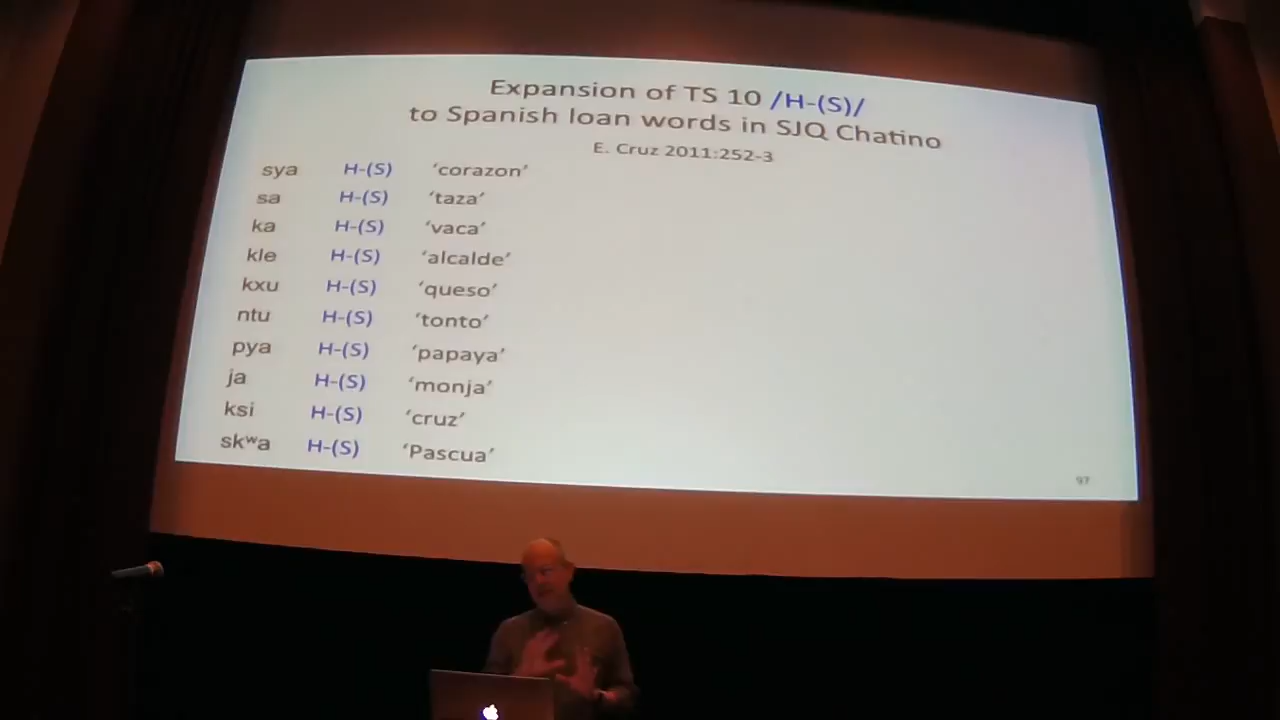 Expansion of TS 10 /H-(S)/
to Spanish loan words in SJQ Chatino
E. Cruz 2011:252-3
sya H-(S) ‘corazon’
sa H-(S) ‘taza’
ka H-(S) ‘vaca’
kle H-(S) ‘alcalde’
kxu H-(S) ‘queso’
ntu H-(S) ‘tonto’
pya H-(S) ‘papaya’
ja H-(S) ‘monja’
ksi H-(S) ‘cruz’
skʷa H-(S) ‘Pascua’
97